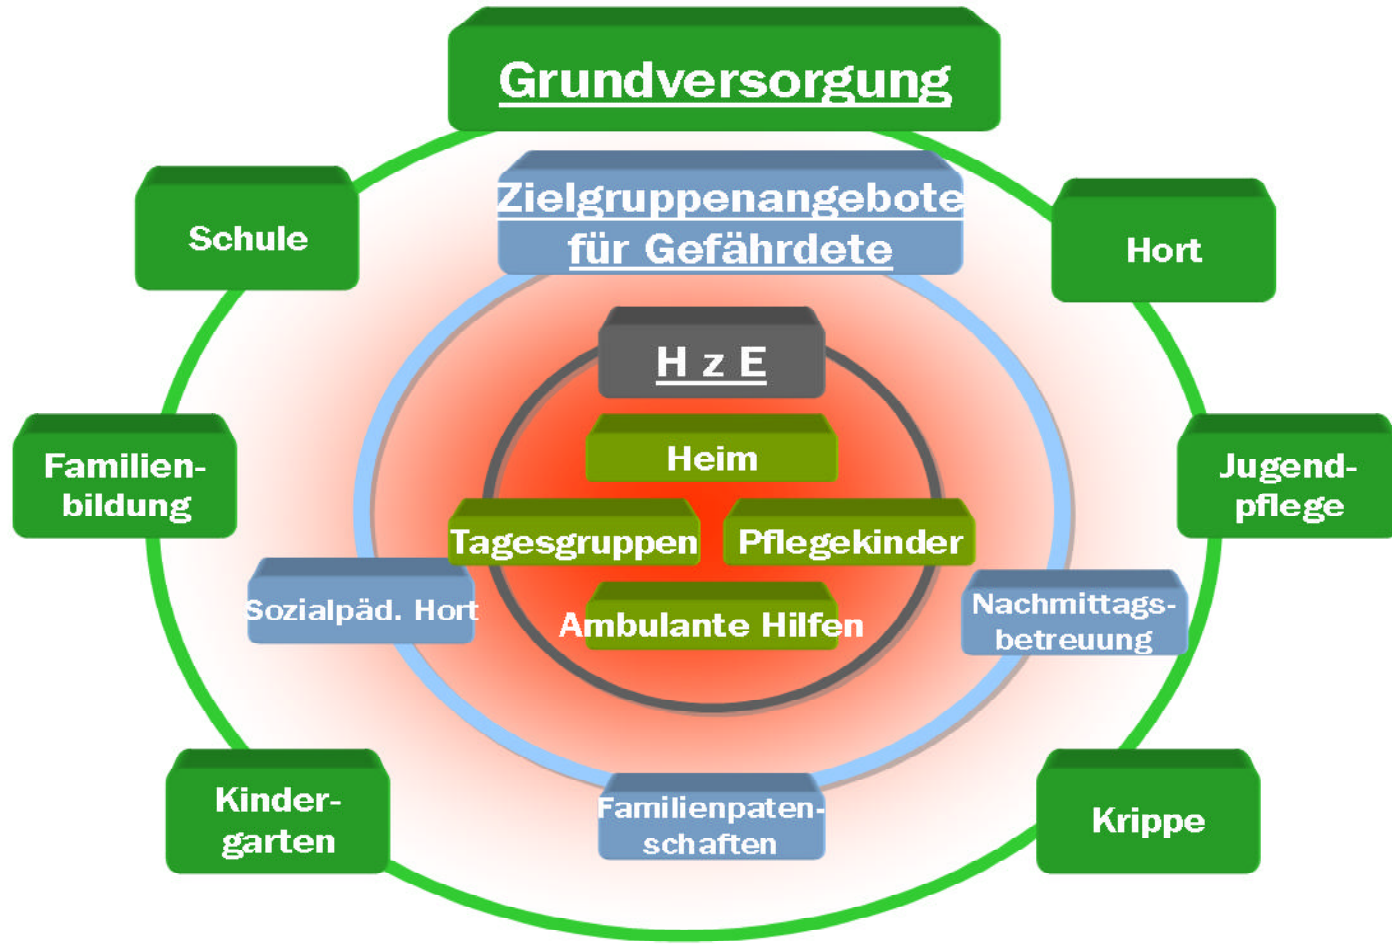 Grundversorgung
Zielgruppenangebote
für Gefährdete
Schule
Hort
H z E
Heim
Familien-
bildung
Jugend-
pflege
Tagesgruppen
Pflegekinder
Sozialpäd. Hort
Ambulante Hilfen
Nachmittags-
betreuung
Kinder-
garten
Familienpaten-
schaften
Krippe